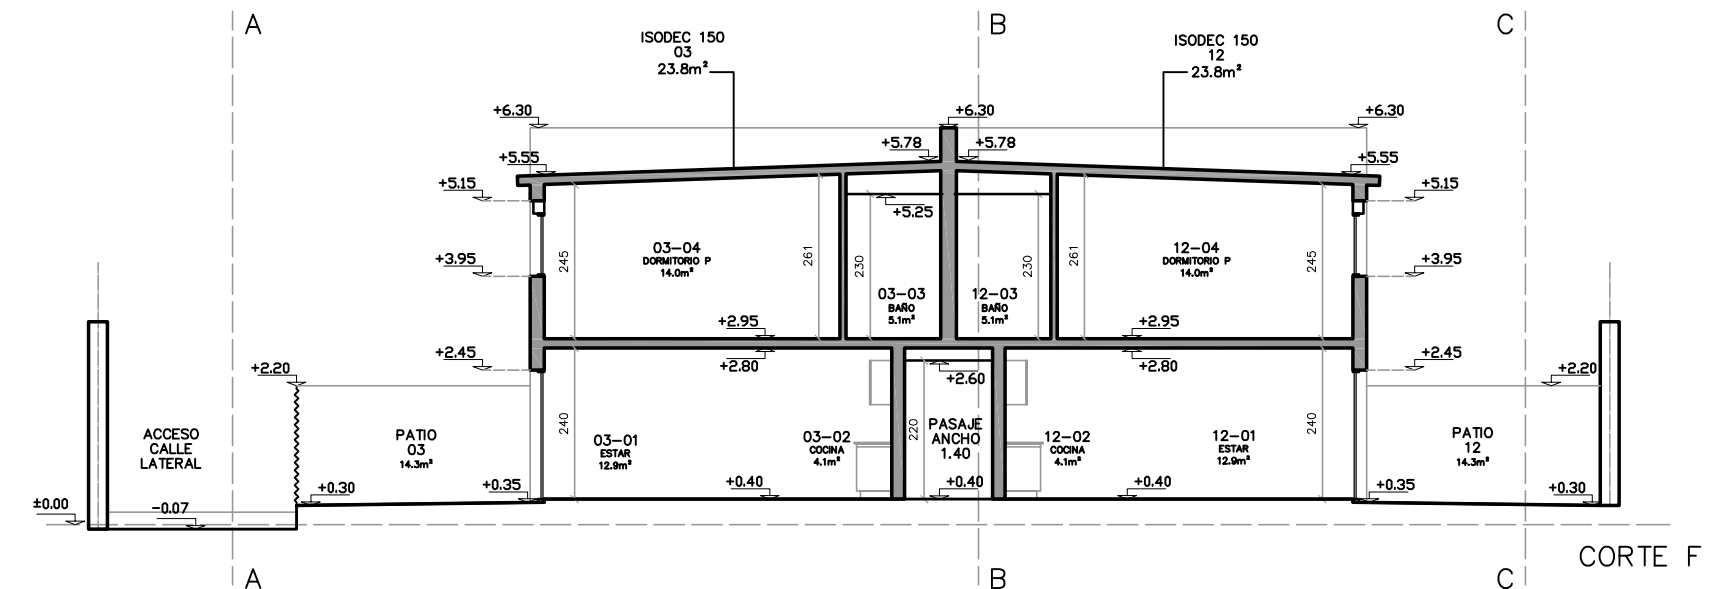 A
B
C
ISODEC 150
03
23.8m²
ISODEC 150
12
23.8m²
+6.30
+6.30
+6.30
+5.78
+5.78
+5.55
+5.55
+5.15
+5.15
+5.25
245
03-04
DORMITORIO P
14.0m²
261
230
230
261
12-04
DORMITORIO P
14.0m²
245
+3.95
+3.95
03-03
BAÑO
5.1m²
12-03
BAÑO
5.1m²
+2.95
+2.95
+2.45
+2.45
+2.20
+2.80
+2.60
+2.80
+2.20
ACCESO
CALLE
LATERAL
PATIO
03
14.3m²
240
03-01
ESTAR
12.9m²
03-02
COCINA
4.1m²
220
PASAJE
ANCHO
1.40
12-02
COCINA
4.1m²
12-01
ESTAR
12.9m²
240
PATIO
12
14.3m²
±0.00
-0.07
+0.30
+0.35
+0.40
+0.40
+0.40
+0.35
+0.30
CORTE F
A
B
C